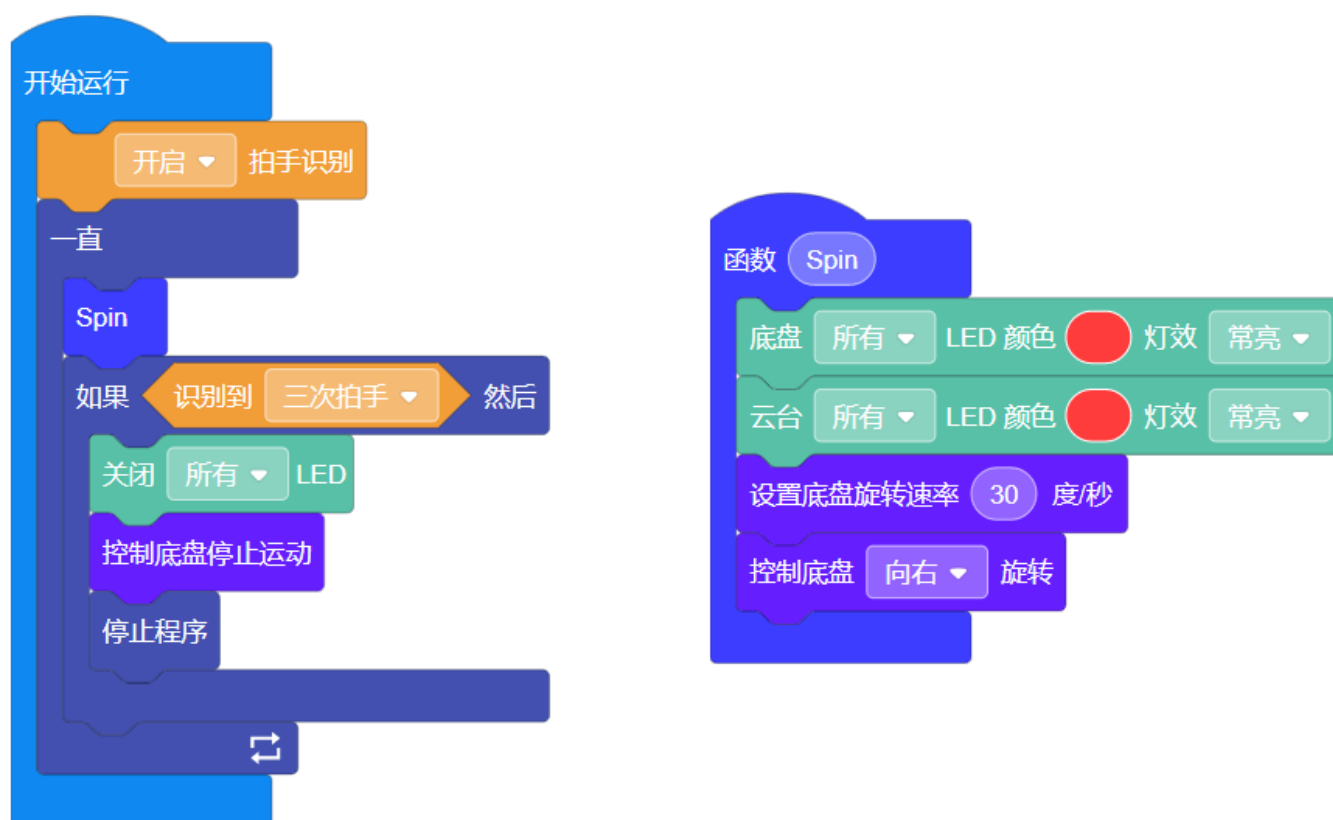 开始运行
开启 拍手识别
一直
Spin
如果 识别到 三次拍手 然后
关闭 所有 LED
控制底盘停止运动
停止程序
函数 Spin
底盘 所有 LED 颜色 灯效 常亮
云台 所有 LED 颜色 灯效 常亮
设置底盘旋转速率 30 度/秒
控制底盘 向右 旋转